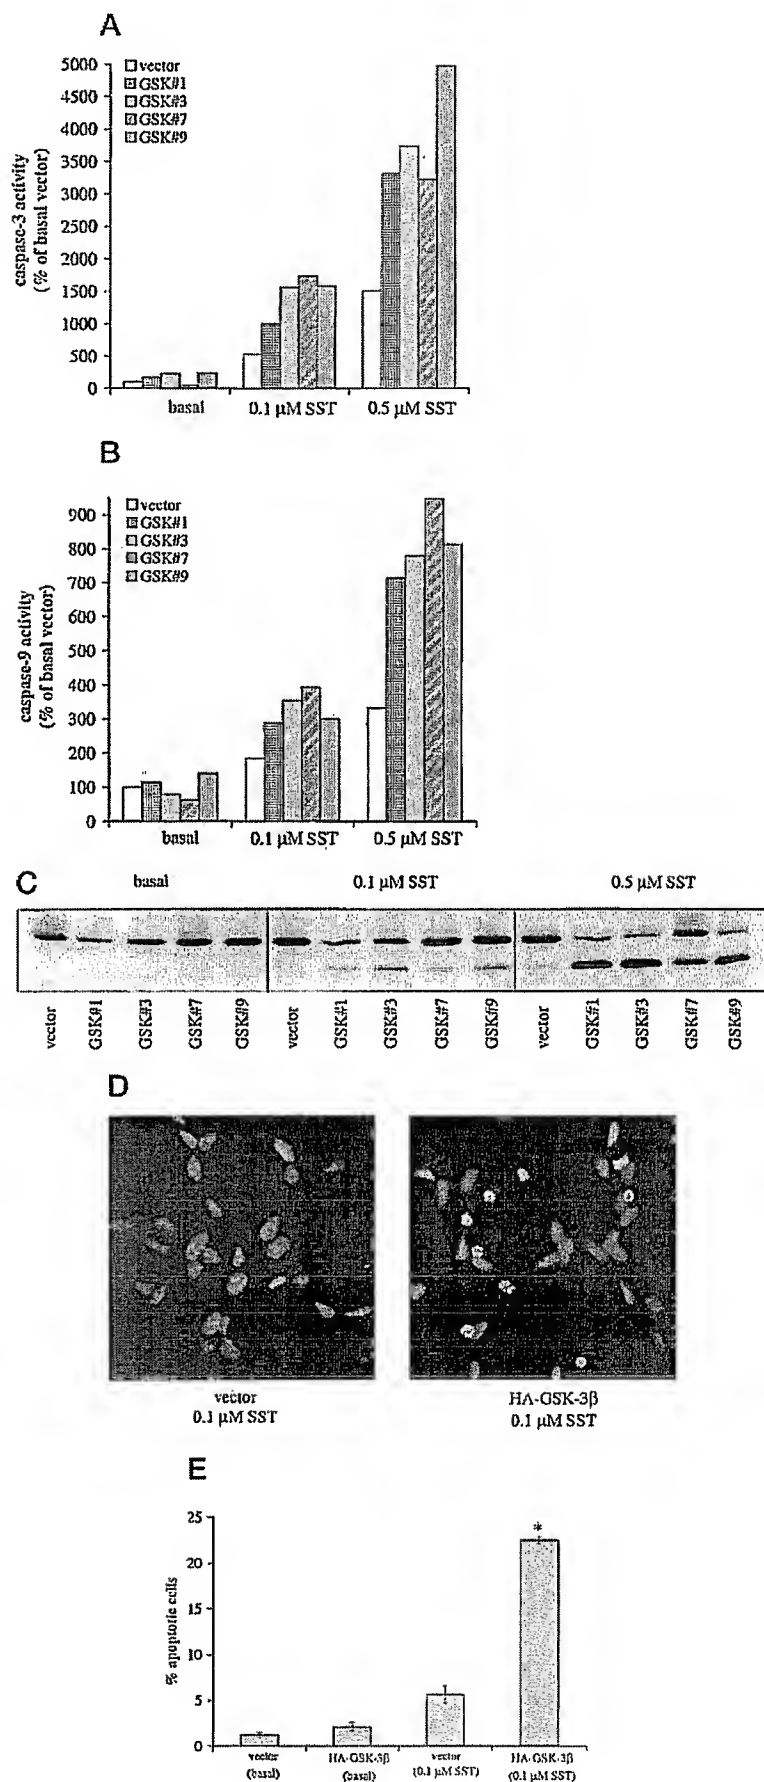 A
5000
4500
4000
3500
3000
2500
2000
1500
1000
500
0
caspase-3 activity
(% of basal vector)
vector
GSK#1
GSK#3
GSK#7
GSK#9
basal 0.1 µM SST 0.5 µM SST
B
900
800
700
600
500
400
300
200
100
0
caspase-9 activity
(% of basal vector)
vector
GSK#1
GSK#3
GSK#7
GSK#9
basal 0.1 µM SST 0.5 µM SST
C basal 0.1 µM SST 0.5 µM SST
vector GSK#1 GSK#3 GSK#7 GSK#9 vector GSK#1 GSK#3 GSK#7 GSK#9 vector GSK#1 GSK#3 GSK#7 GSK#9
D
vector
0.1 µM SST
HA-GSK-3β
0.1 µM SST
E
25
20
15
10
5
0
% apoptotic cells
*
vector
(basal)
HA-GSK-3β
(basal)
vector
(0.1 µM SST)
HA-GSK-3β
(0.1 µM SST)